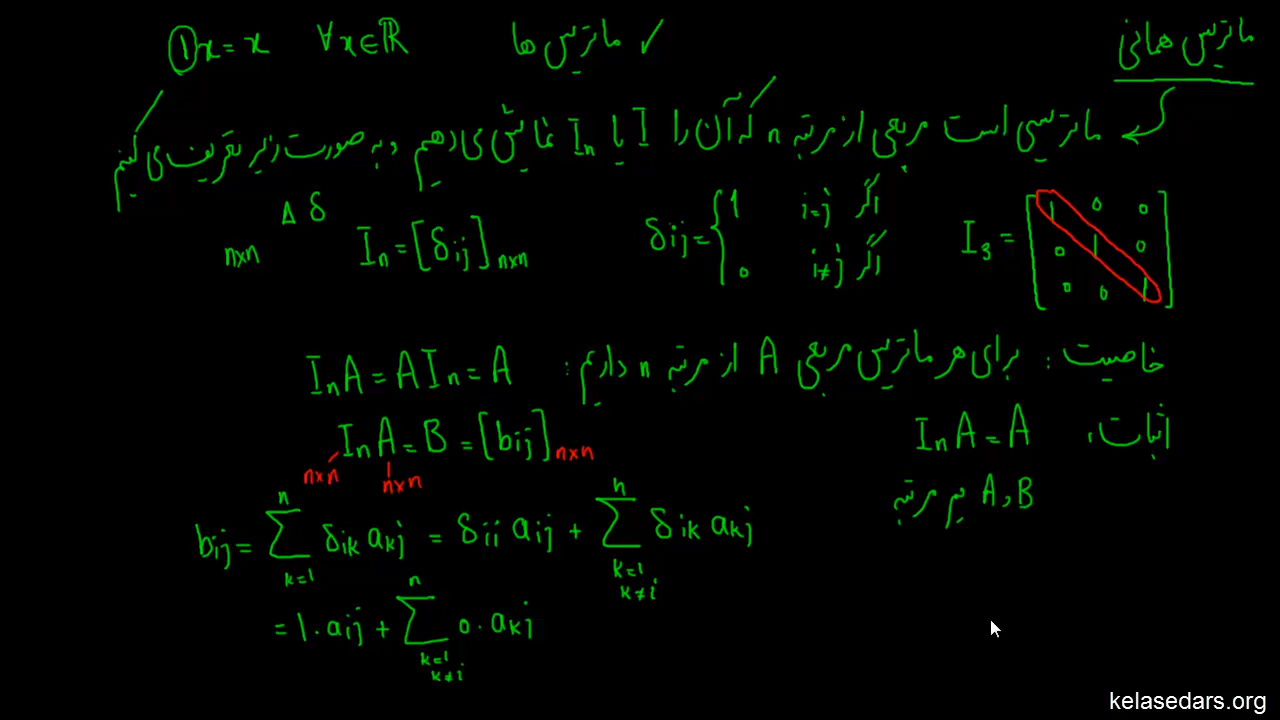 ماتریس همانی
ماتریس ها ✓ 1x = x ∀x∈ℝ
ماتریسی است مربعی از مرتبه n که آن را I یا Iₙ نمایش می دهیم و به صورت زیر تعریف می کنیم
Δ δ
n×n Iₙ = [δij]n×n δij = { 1 اگر i=j
0 اگر i≠j
I₃ = [ 1 0 0
0 1 0
0 0 1 ]
خاصیت : برای هر ماتریس مربعی A از مرتبه n داریم : IₙA = AIₙ = A
اثبات : IₙA = A
IₙA = B = [bij]n×n
n×n n×n
A و B هم مرتبه
bij = Σ(k=1, n) δik akj = δii aij + Σ(k=1, k≠i, n) δik akj
= 1·aij + Σ(k=1, k≠i, n) 0·akj
kelasedars.org